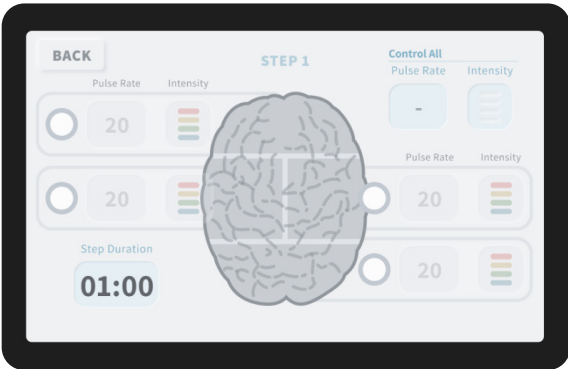 BACK
STEP 1
Control All
Pulse Rate Intensity
-
Pulse Rate Intensity
20
Pulse Rate Intensity
20
20
Step Duration
01:00
20